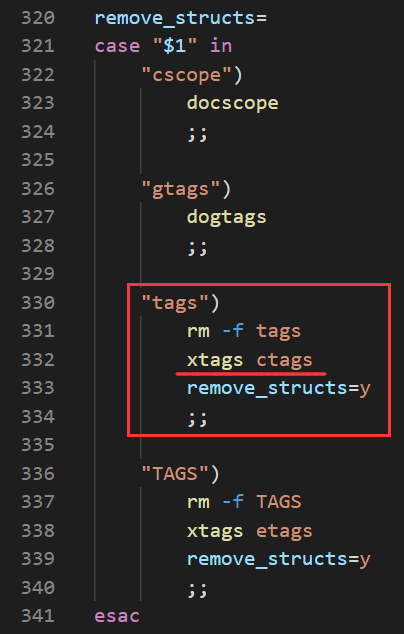 320 remove_structs=
321 case "$1" in
322     "cscope")
323         docscope
324         ;;
325
326     "gtags")
327         dogtags
328         ;;
329
330     "tags")
331         rm -f tags
332         xtags ctags
333         remove_structs=y
334         ;;
335
336     "TAGS")
337         rm -f TAGS
338         xtags etags
339         remove_structs=y
340         ;;
341 esac